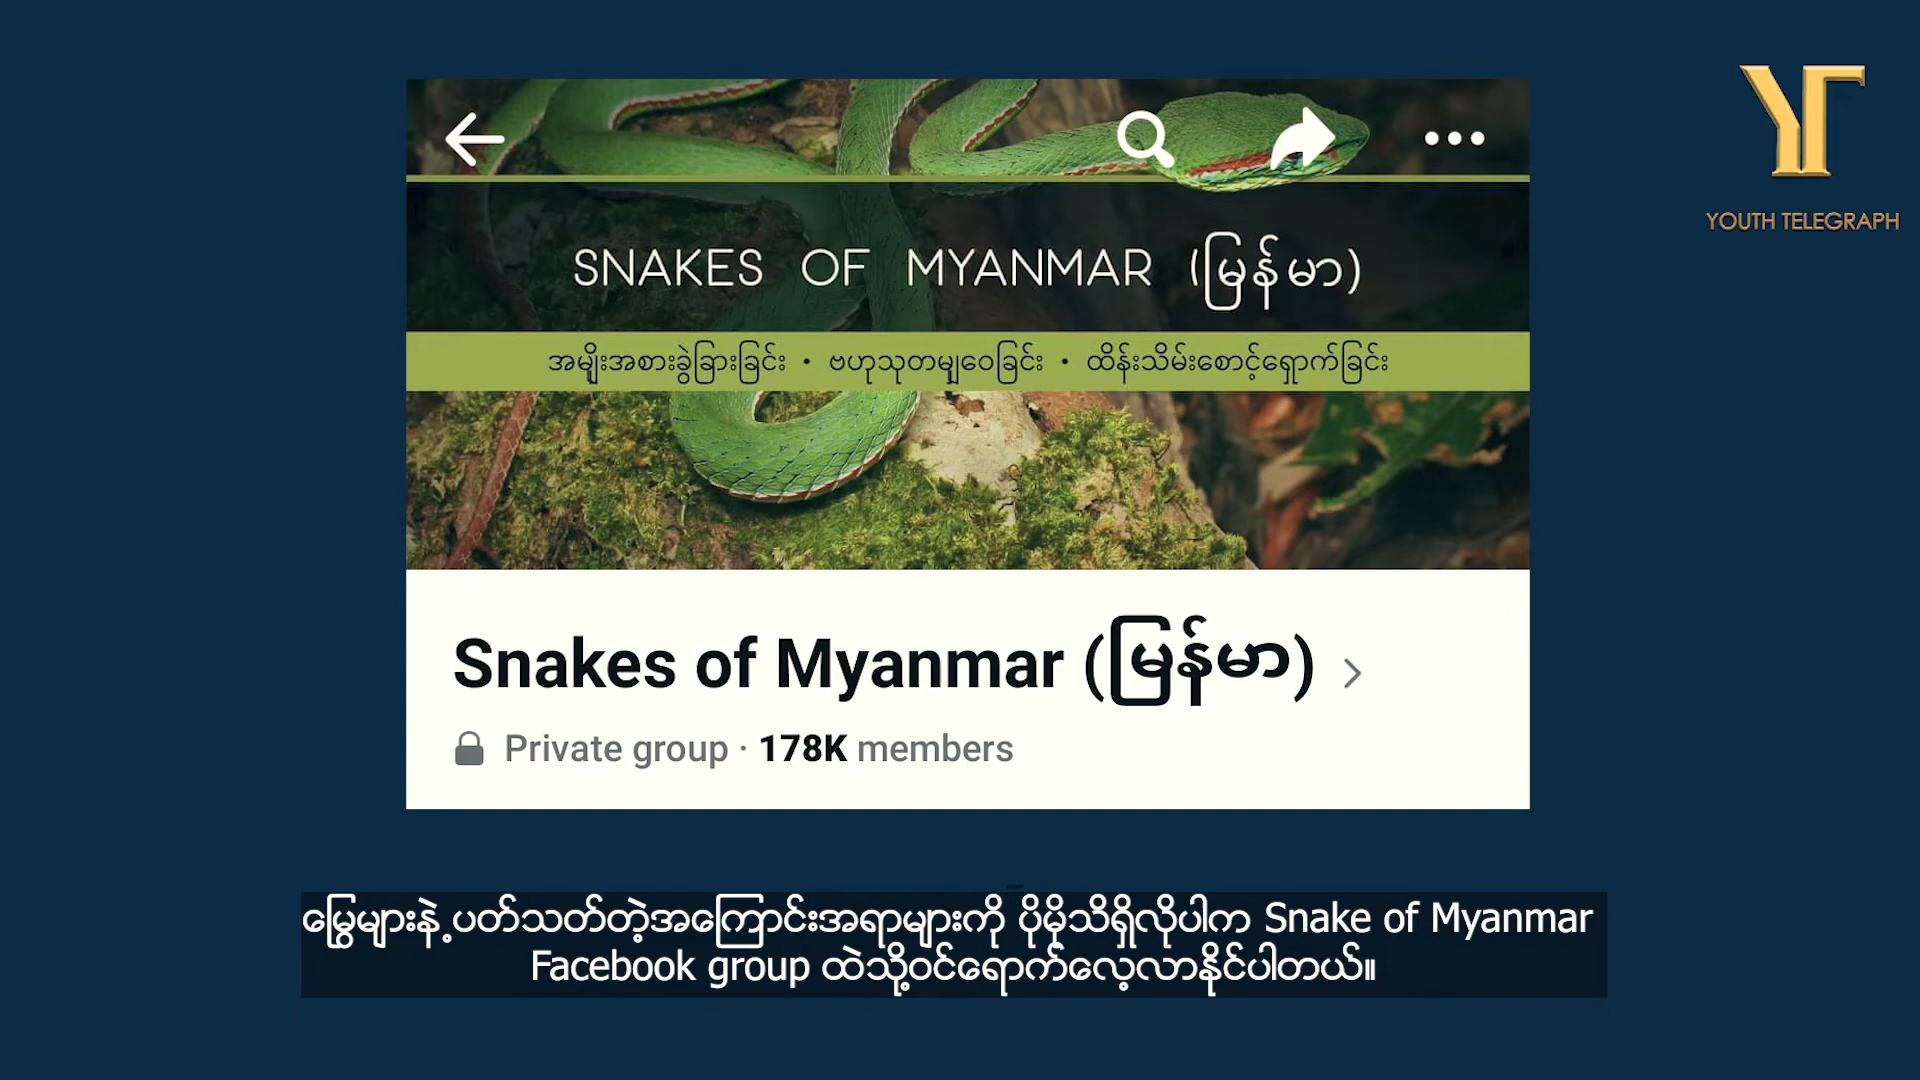 YOUTH TELEGRAPH
SNAKES OF MYANMAR (မြန်မာ)
အမျိုးအစားခွဲခြားခြင်း • ဗဟုသုတမျှဝေခြင်း • ထိန်းသိမ်းစောင့်ရှောက်ခြင်း
Snakes of Myanmar (မြန်မာ)
Private group · 178K members
မြွေများနဲ့ ပတ်သတ်တဲ့အကြောင်းအရာများကို ပိုမိုသိရှိလိုပါက Snake of Myanmar
Facebook group ထဲသို့ဝင်ရောက်လေ့လာနိုင်ပါတယ်။